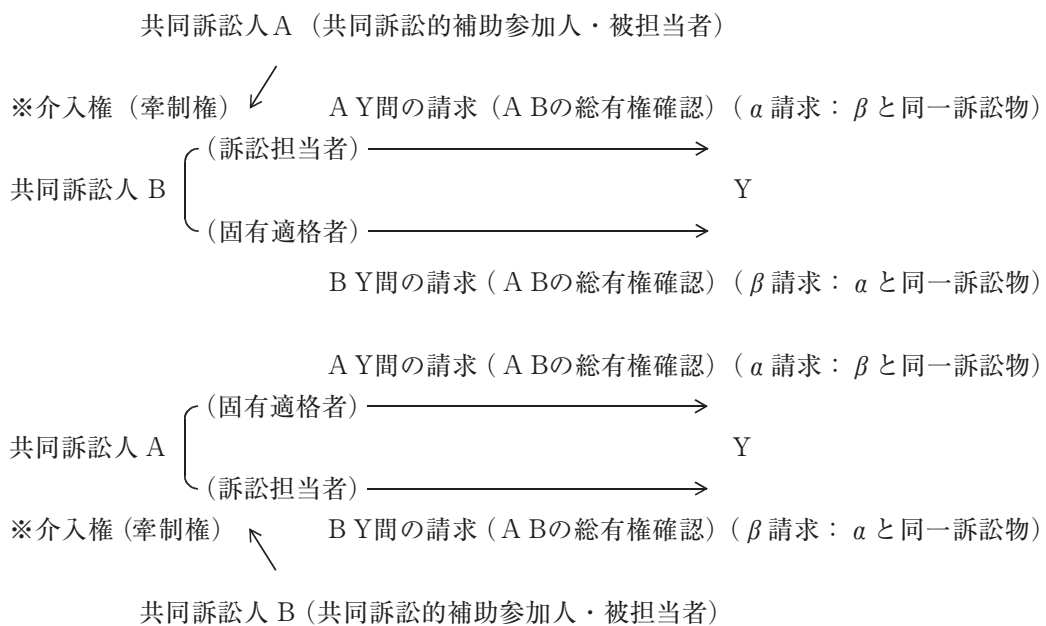 共同訴訟人A（共同訴訟的補助参加人・被担当者）
※介入権（牽制権） AY間の請求（ABの総有権確認）（α請求：βと同一訴訟物）
（訴訟担当者）
共同訴訟人B Y
（固有適格者）
BY間の請求（ABの総有権確認）（β請求：αと同一訴訟物）
AY間の請求（ABの総有権確認）（α請求：βと同一訴訟物）
（固有適格者）
共同訴訟人A Y
（訴訟担当者）
※介入権（牽制権） BY間の請求（ABの総有権確認）（β請求：αと同一訴訟物）
共同訴訟人B（共同訴訟的補助参加人・被担当者）